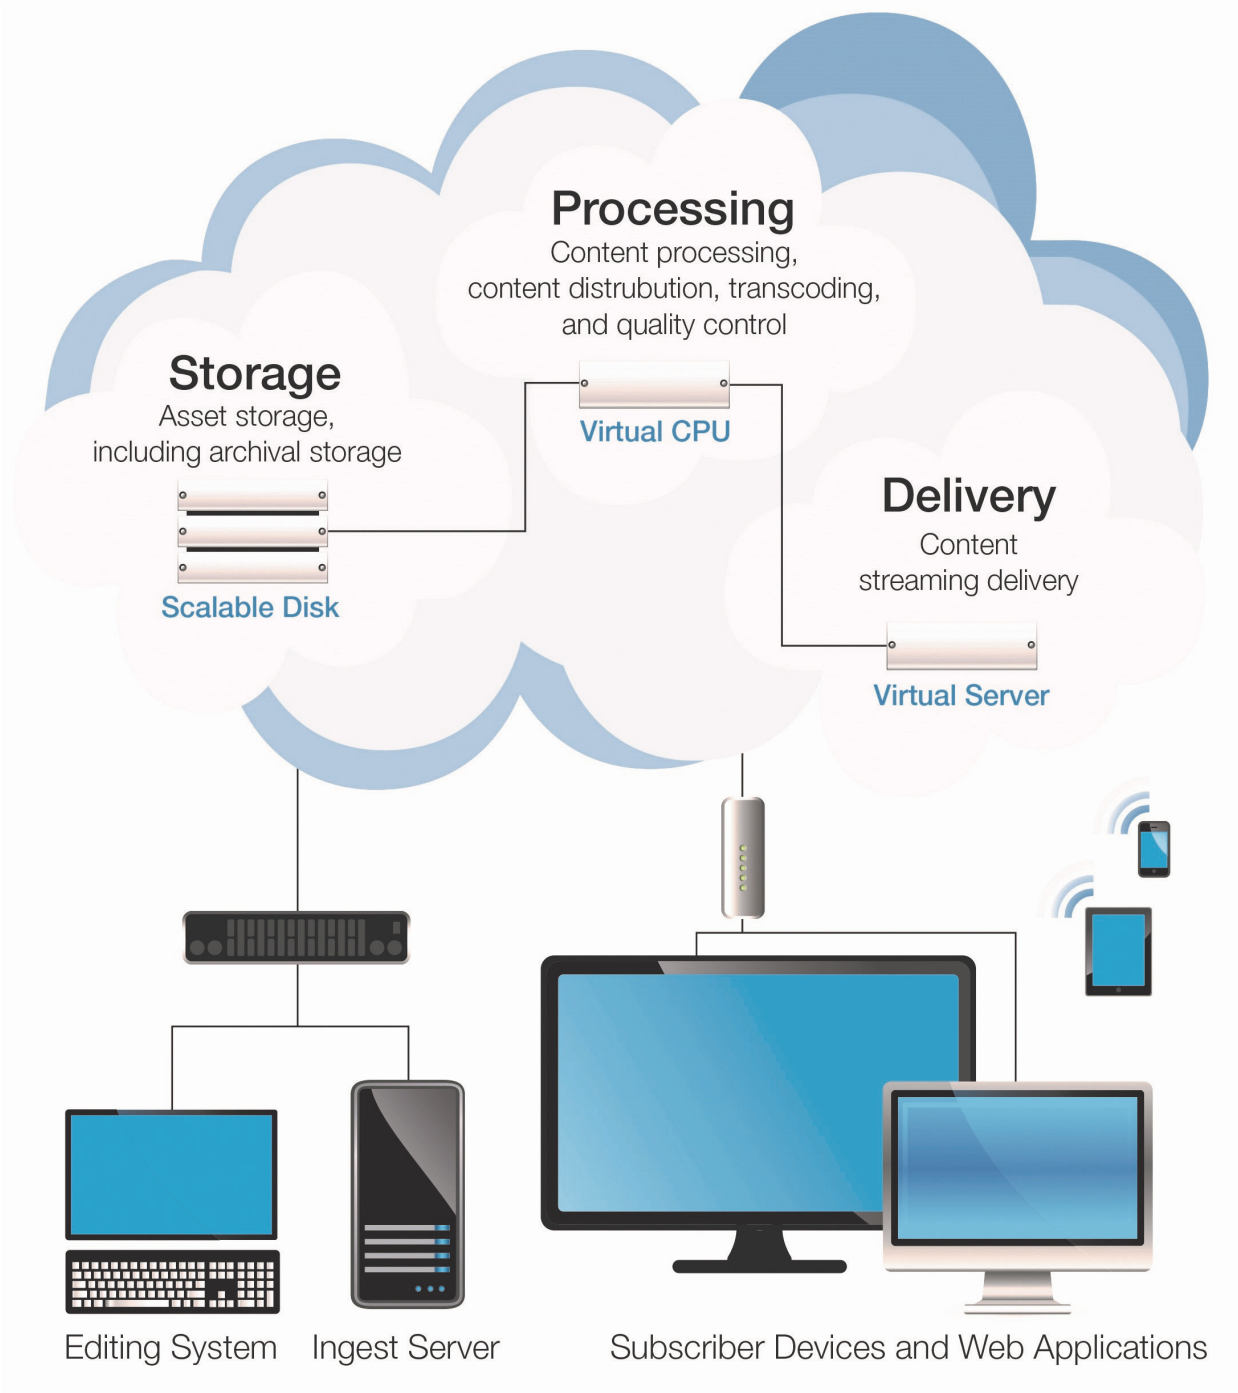 Processing
Content processing,
content distrubution, transcoding,
and quality control
Virtual CPU
Storage
Asset storage,
including archival storage
Scalable Disk
Delivery
Content
streaming delivery
Virtual Server
Editing System
Ingest Server
Subscriber Devices and Web Applications